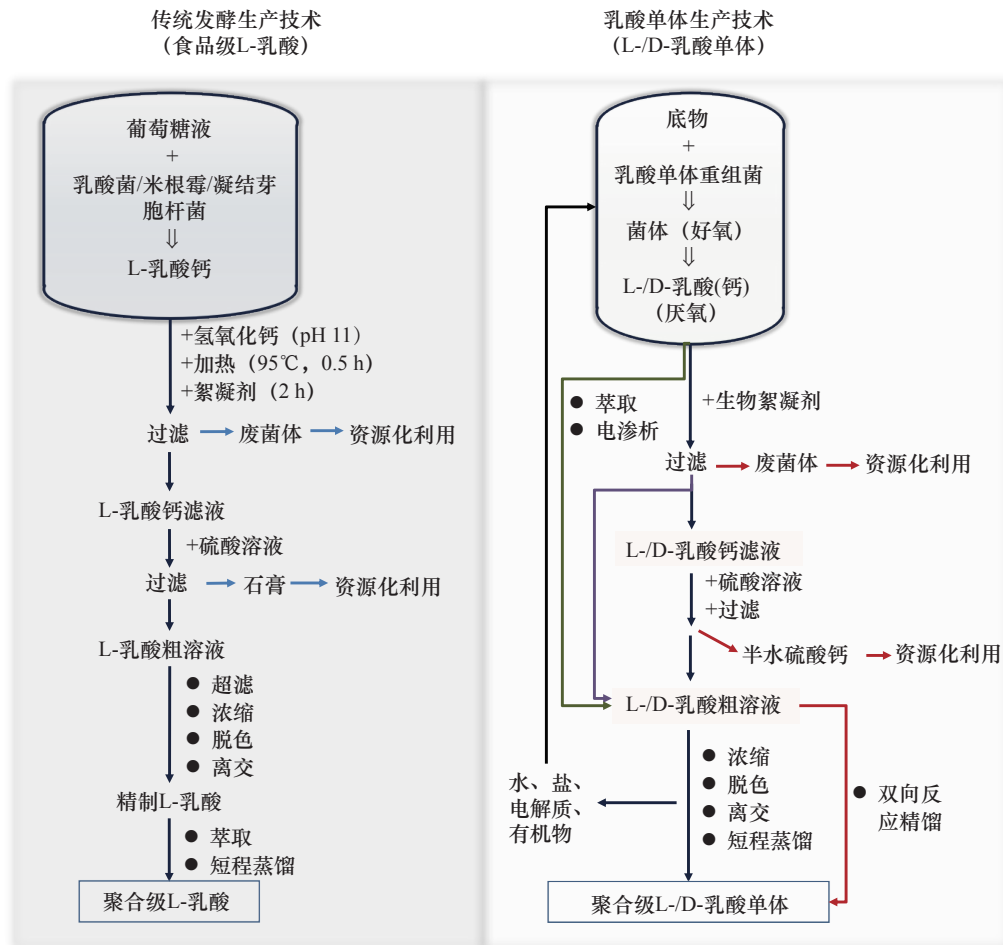 传统发酵生产技术
（食品级L-乳酸）
葡萄糖液
+
乳酸菌/米根霉/凝结芽
胞杆菌
⇓
L-乳酸钙
+氢氧化钙（pH 11）
+加热（95℃，0.5 h）
+絮凝剂（2 h）
过滤
废菌体
资源化利用
L-乳酸钙滤液
+硫酸溶液
过滤
石膏
资源化利用
L-乳酸粗溶液
● 超滤
● 浓缩
● 脱色
● 离交
精制L-乳酸
● 萃取
● 短程蒸馏
聚合级L-乳酸
乳酸单体生产技术
（L-/D-乳酸单体）
底物
+
乳酸单体重组菌
⇓
菌体（好氧）
⇓
L-/D-乳酸(钙)
（厌氧）
● 萃取
● 电渗析
+生物絮凝剂
过滤
废菌体
资源化利用
L-/D-乳酸钙滤液
+硫酸溶液
+过滤
半水硫酸钙
资源化利用
L-/D-乳酸粗溶液
● 浓缩
● 脱色
● 离交
● 短程蒸馏
水、盐、
电解质、
有机物
● 双向反
应精馏
聚合级L-/D-乳酸单体